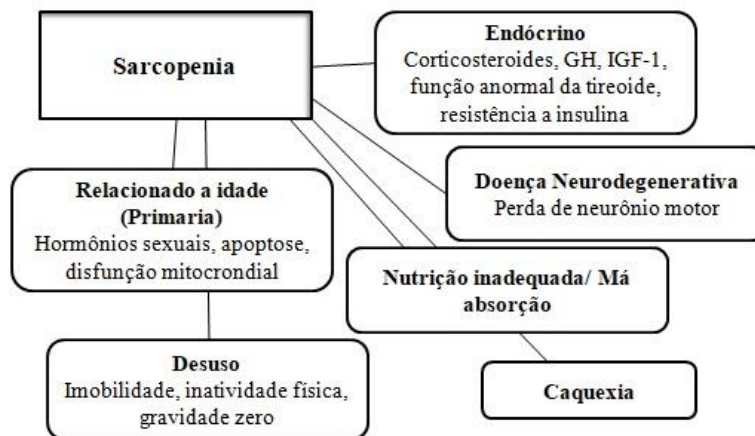 Sarcopenia
Endócrino
Corticosteroides, GH, IGF-1,
função anormal da tireoide,
resistência a insulina
Relacionado a idade
(Primaria)
Hormônios sexuais, apoptose,
disfunção mitocrondial
Doença Neurodegenerativa
Perda de neurônio motor
Nutrição inadequada/ Má
absorção
Desuso
Imobilidade, inatividade física,
gravidade zero
Caquexia